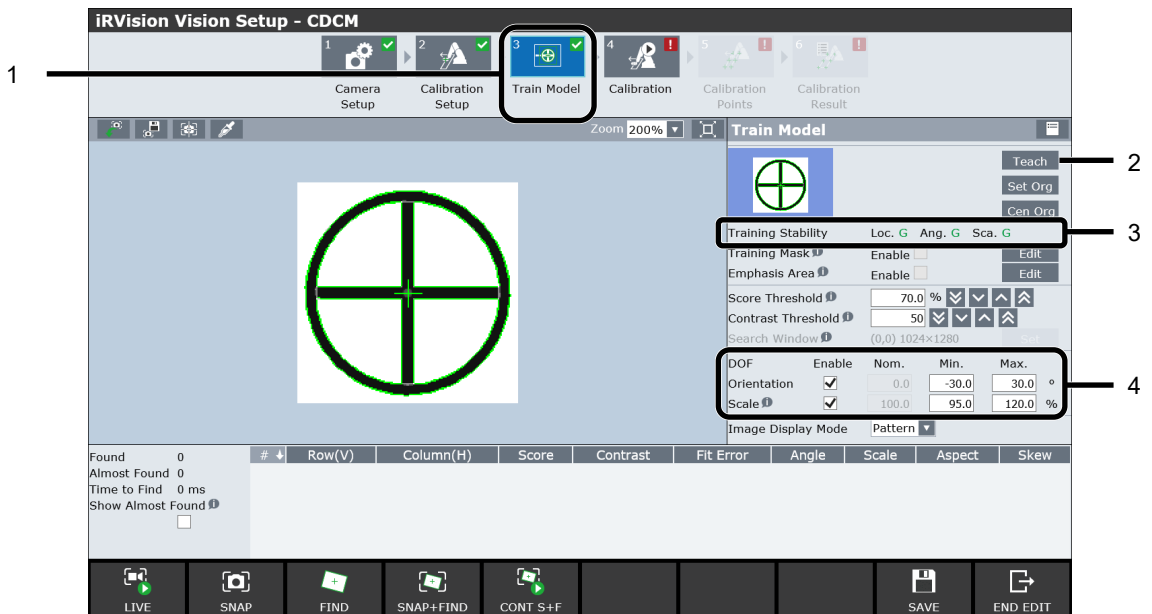 iRVision Vision Setup - CDCM
1 2 3 4 ! 5 ! 6 !
Camera Setup
Calibration Setup
Train Model
Calibration
Calibration Points
Calibration Result
1
Zoom 200%
Train Model
Teach
2
Set Org
Cen Org
Training Stability Loc. G Ang. G Sca. G
3
Training Mask Enable Edit
Emphasis Area Enable Edit
Score Threshold 70.0 %
Contrast Threshold 50
Search Window (0,0) 1024×1280
DOF Enable Nom. Min. Max.
Orientation 0.0 -30.0 30.0 °
4
Scale 100.0 95.0 120.0 %
Image Display Mode Pattern
Found 0
# Row(V) Column(H) Score Contrast Fit Error Angle Scale Aspect Skew
Almost Found 0
Time to Find 0 ms
Show Almost Found
LIVE SNAP FIND SNAP+FIND CONT S+F SAVE END EDIT